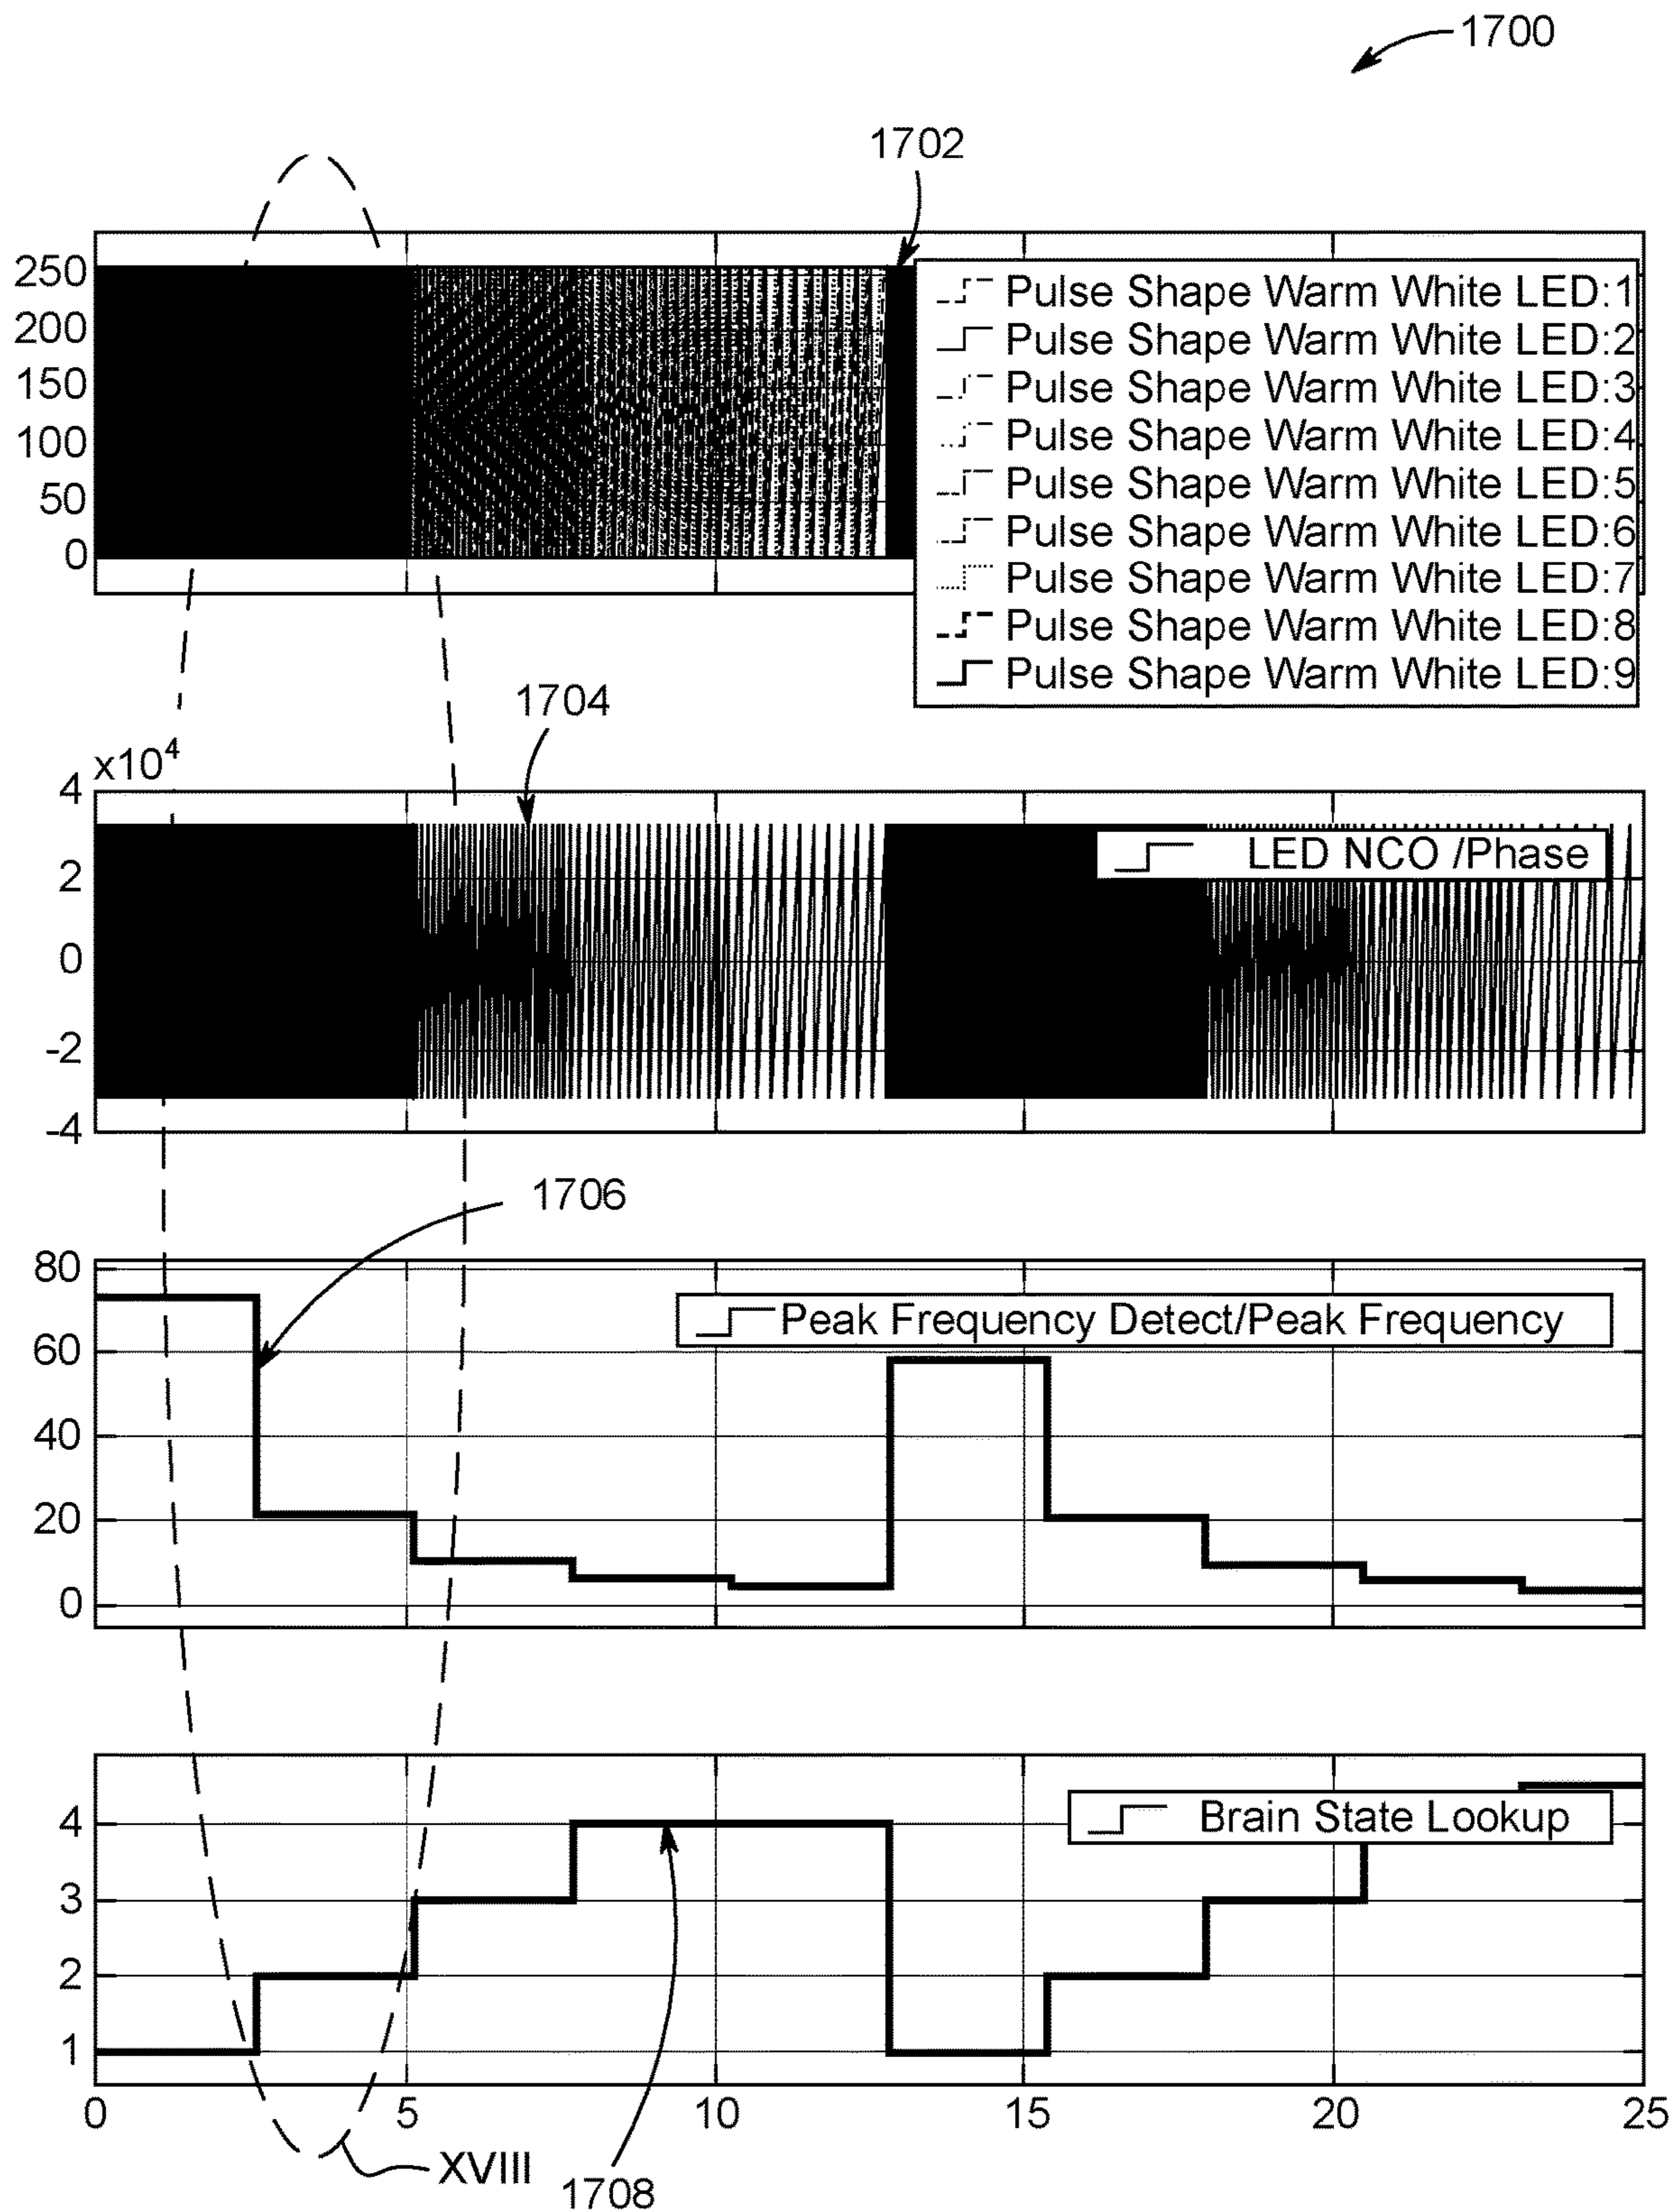 1700
1702
250
200
150
100
50
0
Pulse Shape Warm White LED:1
Pulse Shape Warm White LED:2
Pulse Shape Warm White LED:3
Pulse Shape Warm White LED:4
Pulse Shape Warm White LED:5
Pulse Shape Warm White LED:6
Pulse Shape Warm White LED:7
Pulse Shape Warm White LED:8
Pulse Shape Warm White LED:9
1704
x10⁴
4
2
0
-2
-4
LED NCO /Phase
1706
80
60
40
20
0
Peak Frequency Detect/Peak Frequency
4
3
2
1
Brain State Lookup
0 5 10 15 20 25
XVIII
1708